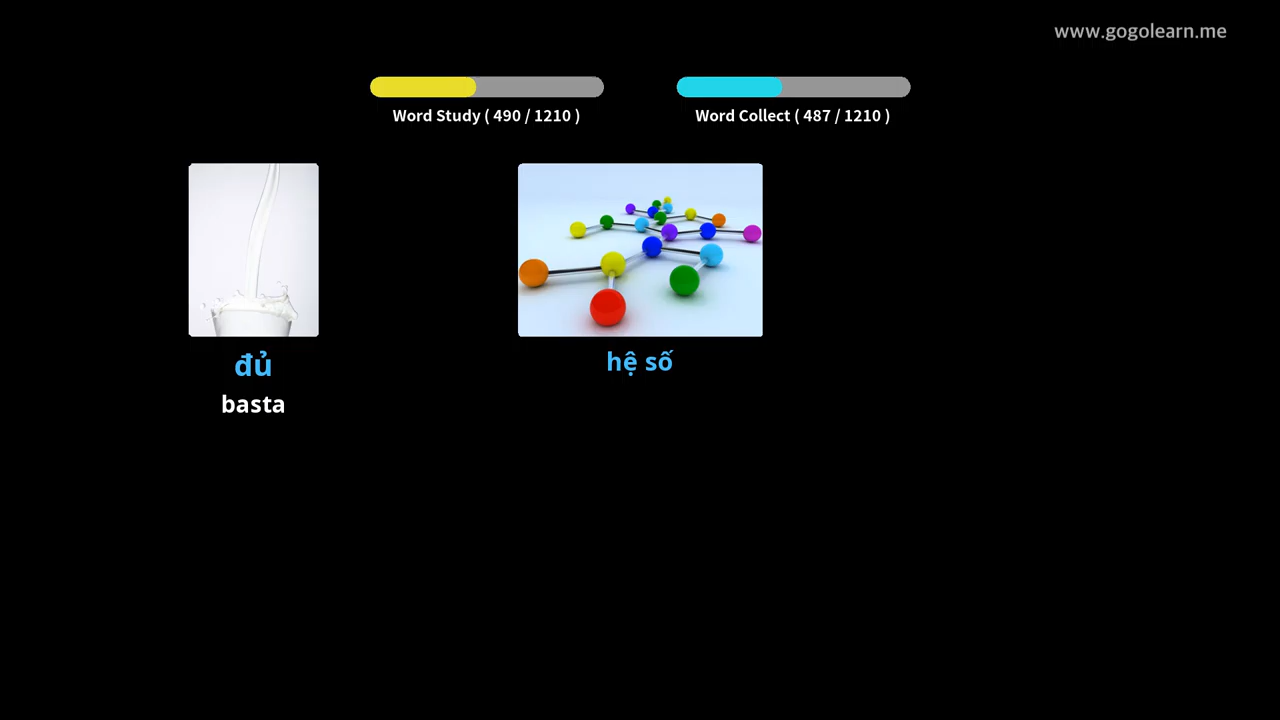 www.gogolearn.me
Word Study ( 490 / 1210 )
Word Collect ( 487 / 1210 )
đủ
basta
hệ số